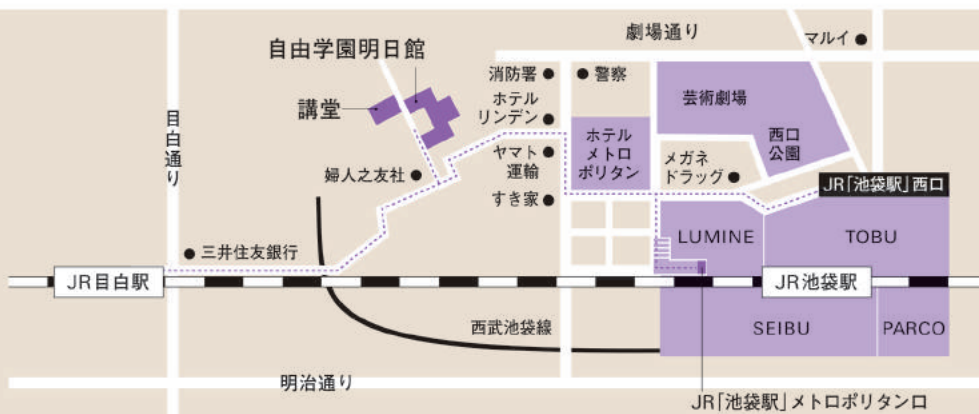 劇場通り
マルイ
自由学園明日館
消防署
警察
講堂
ホテル
リンデン
芸術劇場
目白通り
ホテル
メトロ
ポリタン
西口
公園
ヤマト
運輸
メガネ
ドラッグ
婦人之友社
すき家
JR「池袋駅」西口
三井住友銀行
LUMINE
TOBU
JR目白駅
JR池袋駅
西武池袋線
SEIBU
PARCO
明治通り
JR「池袋駅」メトロポリタン口